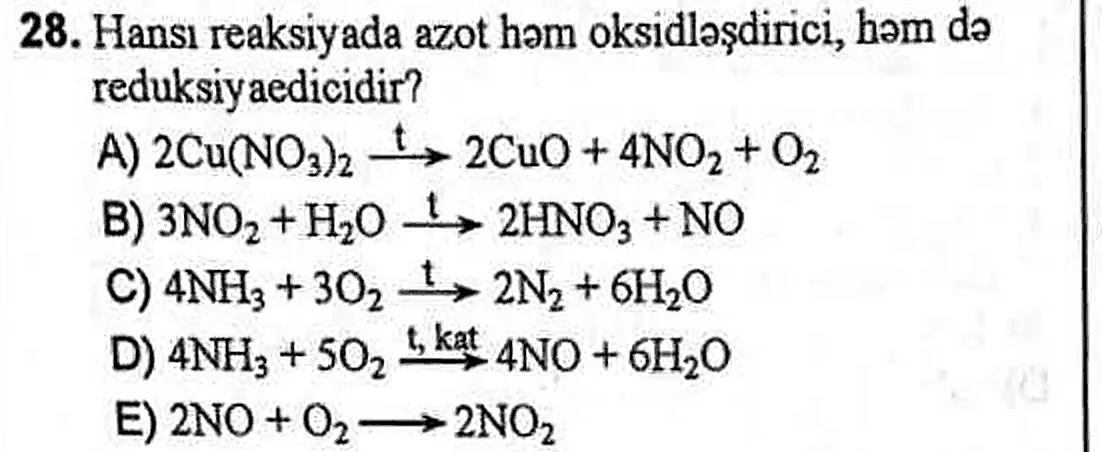 28. Hansı reaksiyada azot həm oksidləşdirici, həm də
reduksiyaedicidir?
A) 2Cu(NO₃)₂ —t→ 2CuO + 4NO₂ + O₂
B) 3NO₂ + H₂O —t→ 2HNO₃ + NO
C) 4NH₃ + 3O₂ —t→ 2N₂ + 6H₂O
D) 4NH₃ + 5O₂ —t, kat→ 4NO + 6H₂O
E) 2NO + O₂ ⟶ 2NO₂